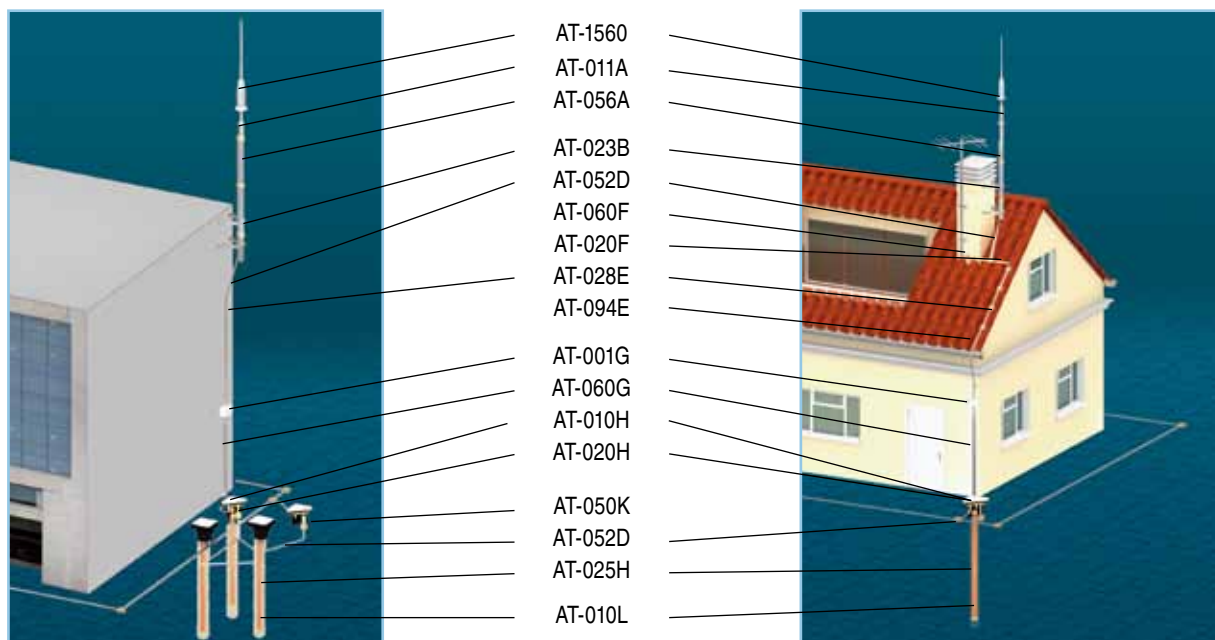 AT-1560
AT-011A
AT-056A
AT-023B
AT-052D
AT-060F
AT-020F
AT-028E
AT-094E
AT-001G
AT-060G
AT-010H
AT-020H
AT-050K
AT-052D
AT-025H
AT-010L